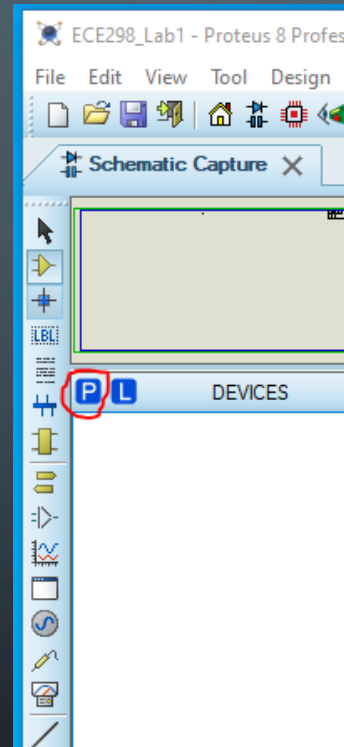 ECE298_Lab1 - Proteus 8 Profes
File Edit View Tool Design
Schematic Capture
LBL
P L DEVICES